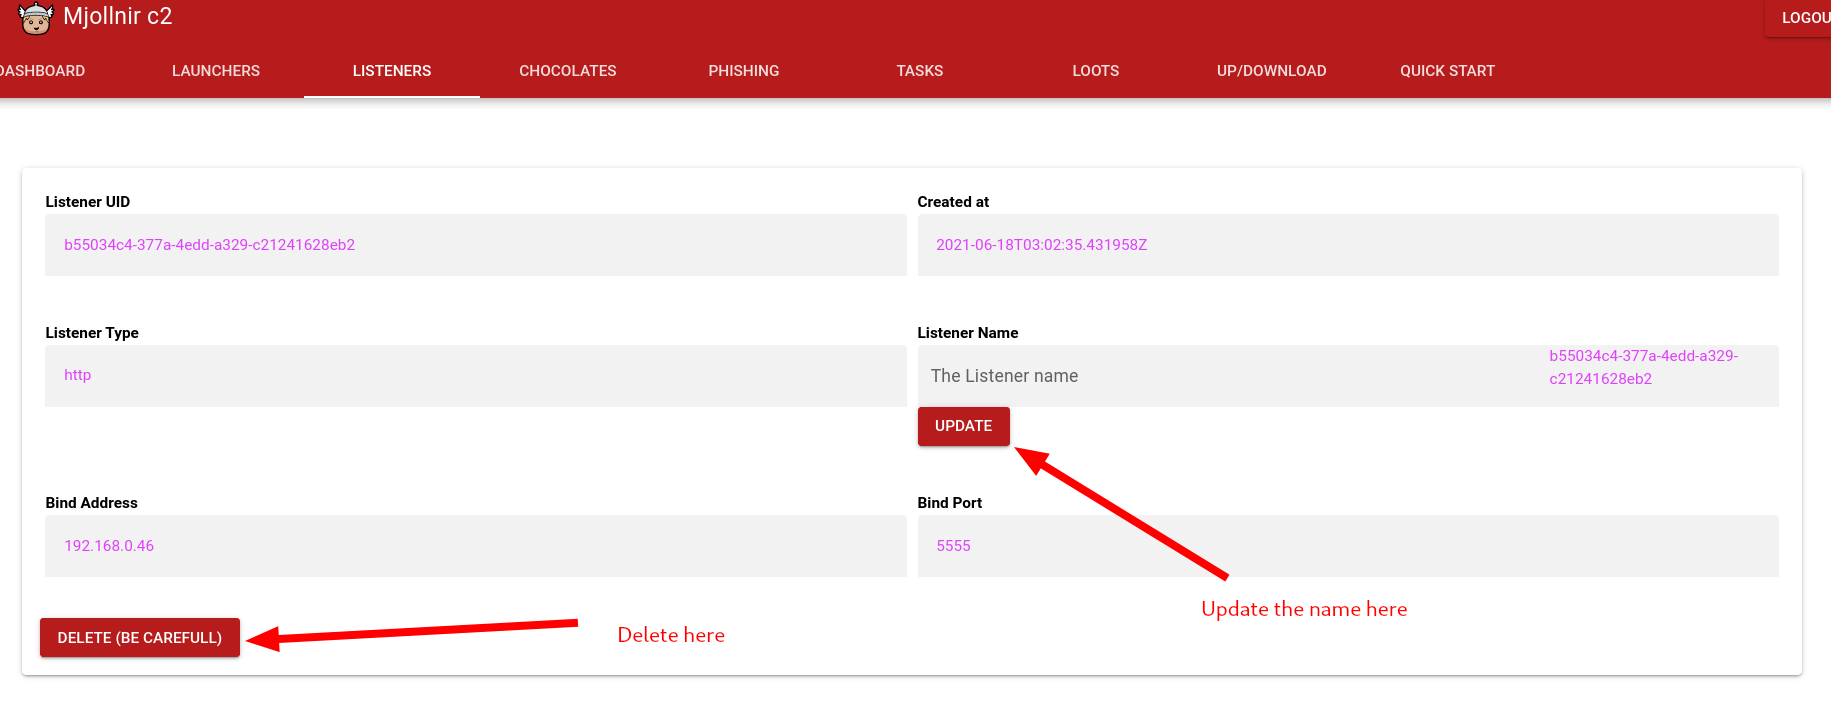 Mjollnir c2
LOGOU
DASHBOARD LAUNCHERS LISTENERS CHOCOLATES PHISHING TASKS LOOTS UP/DOWNLOAD QUICK START
Listener UID
b55034c4-377a-4edd-a329-c21241628eb2
Created at
2021-06-18T03:02:35.431958Z
Listener Type
http
Listener Name
The Listener name
b55034c4-377a-4edd-a329-
c21241628eb2
UPDATE
Bind Address
192.168.0.46
Bind Port
5555
Update the name here
DELETE (BE CAREFULL)
Delete here